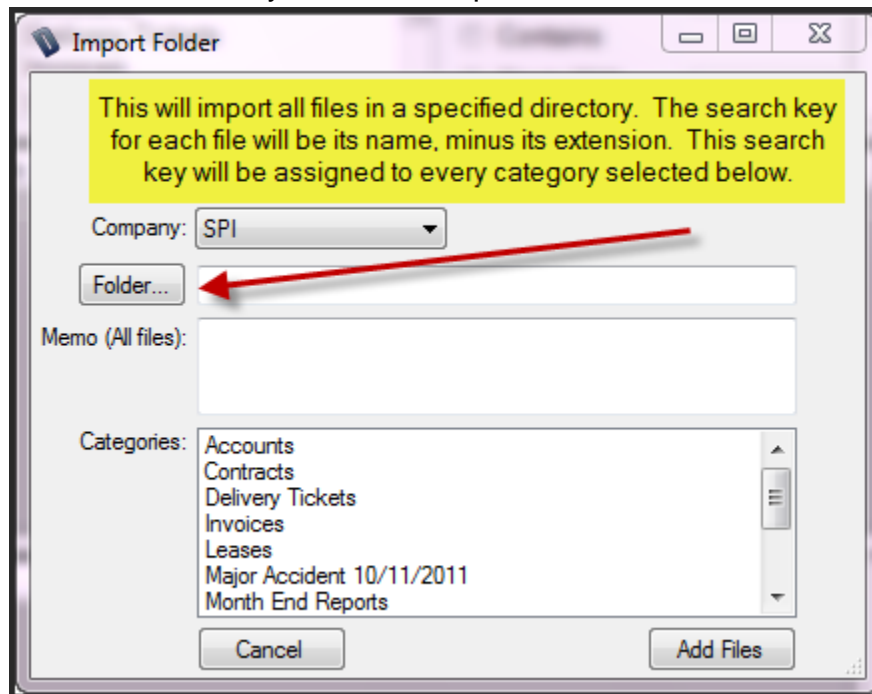 Import Folder
This will import all files in a specified directory.  The search key
for each file will be its name, minus its extension.  This search
key will be assigned to every category selected below.
Company: SPI
Folder...
Memo (All files):
Categories: Accounts
Contracts
Delivery Tickets
Invoices
Leases
Major Accident 10/11/2011
Month End Reports
Cancel Add Files